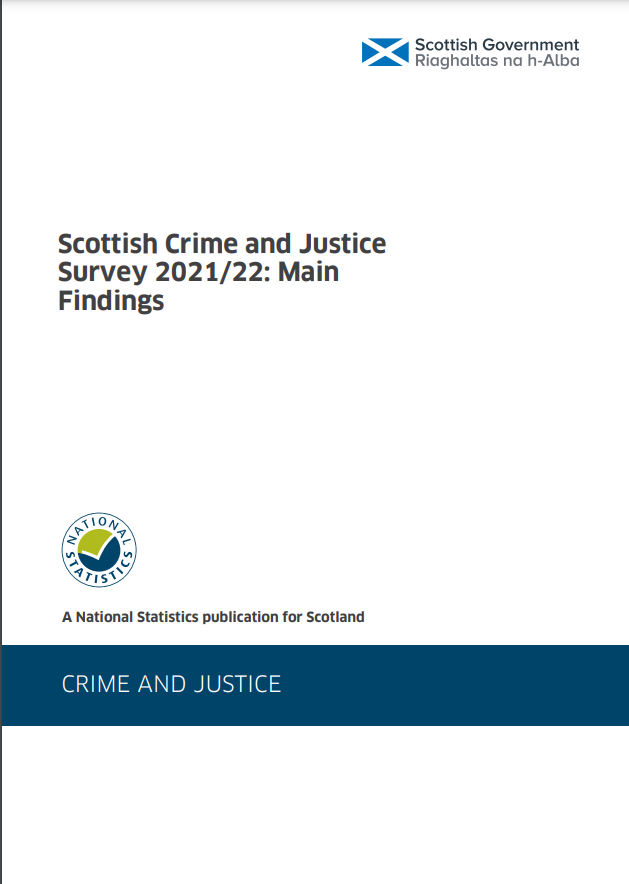 Scottish Government
Riaghaltas na h-Alba
Scottish Crime and Justice
Survey 2021/22: Main
Findings
NATIONAL
STATISTICS
A National Statistics publication for Scotland
CRIME AND JUSTICE